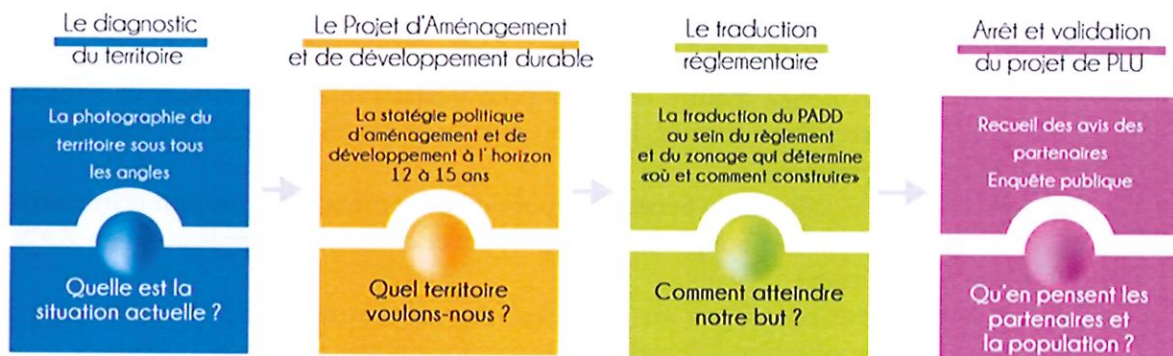 Le diagnostic
du territoire
La photographie du
territoire sous tous
les angles
Quelle est la
situation actuelle ?
Le Projet d'Aménagement
et de développement durable
La statégie politique
d'aménagement et de
développement à l' horizon
12 à 15 ans
Quel territoire
voulons-nous ?
Le traduction
réglementaire
La traduction du PADD
au sein du règlement
et du zonage qui détermine
«où et comment construire»
Comment atteindre
notre but ?
Arrêt et validation
du projet de PLU
Recueil des avis des
partenaires
Enquête publique
Qu'en pensent les
partenaires et
la population ?